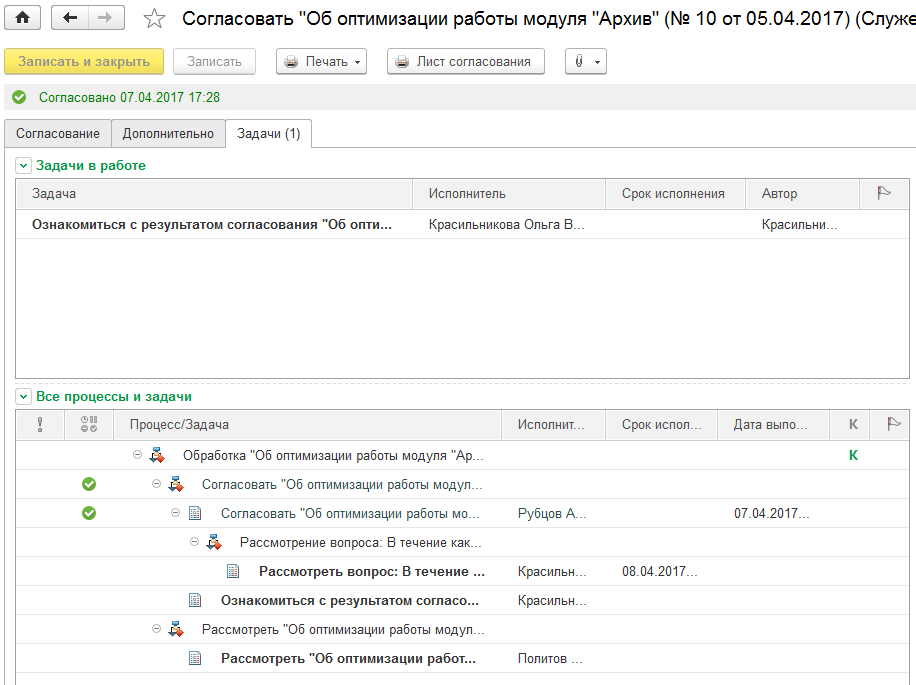 Согласовать "Об оптимизации работы модуля "Архив" (№ 10 от 05.04.2017) (Служе
Записать и закрыть Записать Печать Лист согласования
Согласовано 07.04.2017 17:28
Согласование Дополнительно Задачи (1)
Задачи в работе
Задача Исполнитель Срок исполнения Автор
Ознакомиться с результатом согласования "Об опти... Красильникова Ольга В... Красильни...
Все процессы и задачи
Процесс/Задача Исполнит... Срок испол... Дата выпо... К
Обработка "Об оптимизации работы модуля "Ар... К
Согласовать "Об оптимизации работы модул...
Согласовать "Об оптимизации работы мо... Рубцов А... 07.04.2017...
Рассмотрение вопроса: В течение как...
Рассмотреть вопрос: В течение ... Красильн... 08.04.2017...
Ознакомиться с результатом согласо... Красильн...
Рассмотреть "Об оптимизации работы модул...
Рассмотреть "Об оптимизации работ... Политов ...